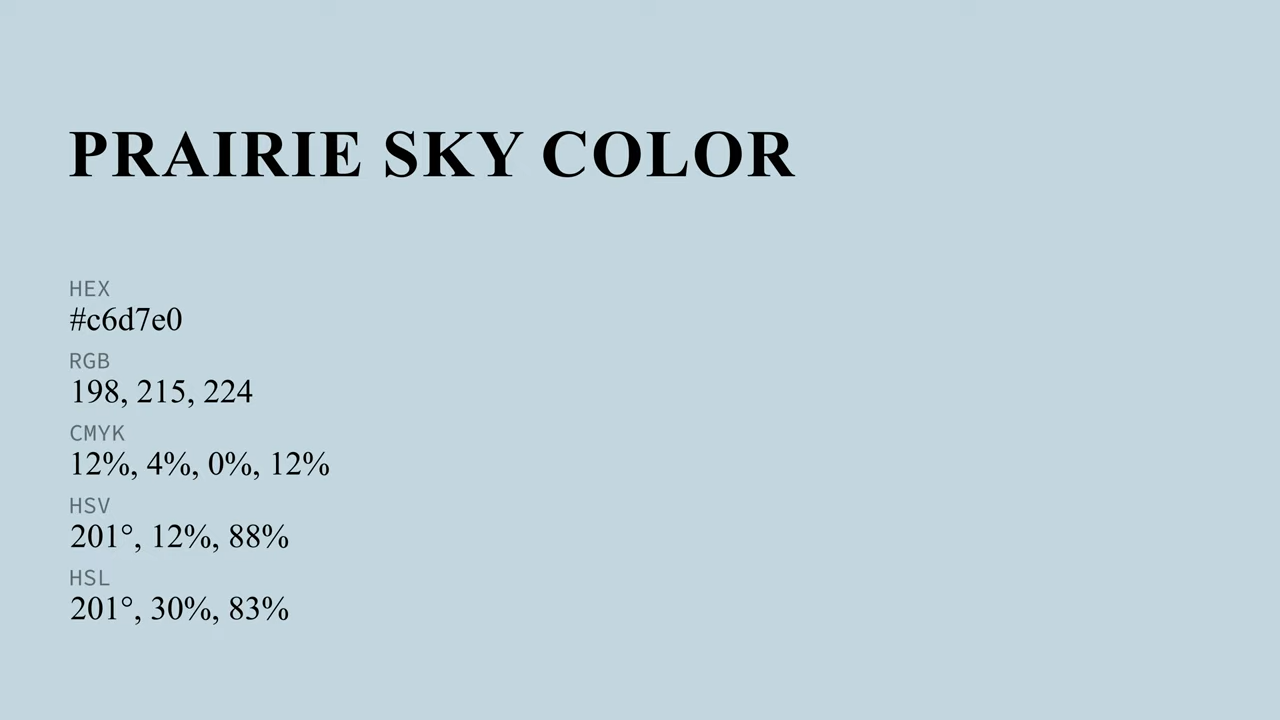 PRAIRIE SKY COLOR
HEX
#c6d7e0
RGB
198, 215, 224
CMYK
12%, 4%, 0%, 12%
HSV
201°, 12%, 88%
HSL
201°, 30%, 83%